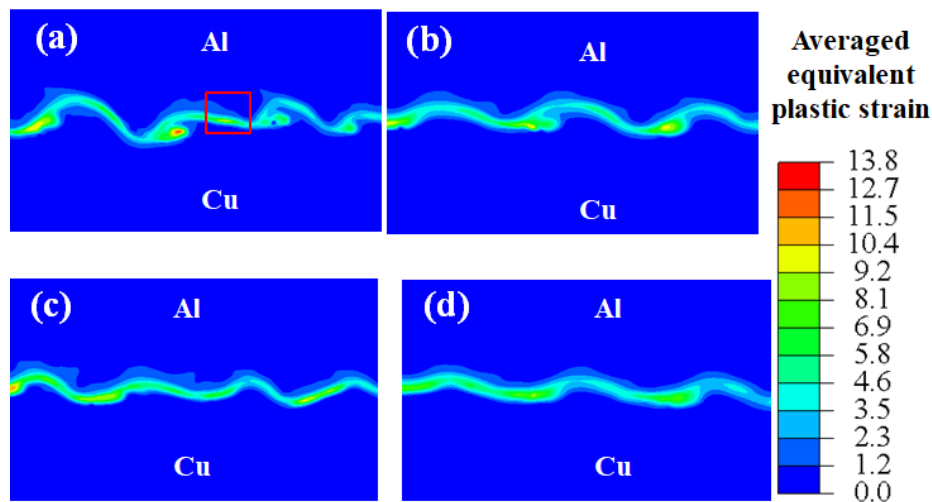 (a)
Al
Cu
(b)
Al
Cu
(c)
Al
Cu
(d)
Al
Cu
Averaged
equivalent
plastic strain
13.8
12.7
11.5
10.4
9.2
8.1
6.9
5.8
4.6
3.5
2.3
1.2
0.0